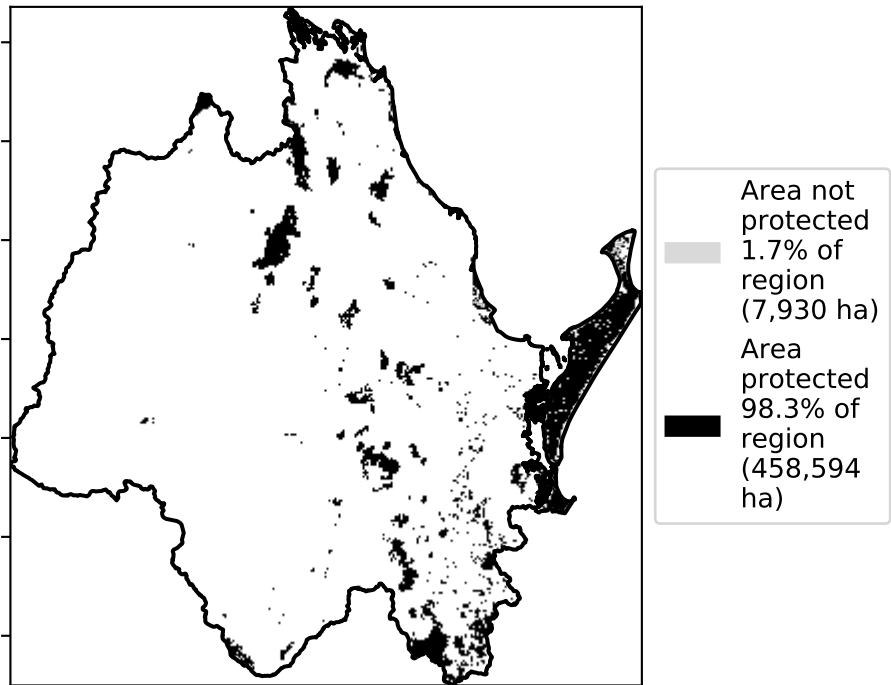 Area not
protected
1.7% of
region
(7,930 ha)
Area
protected
98.3% of
region
(458,594
ha)